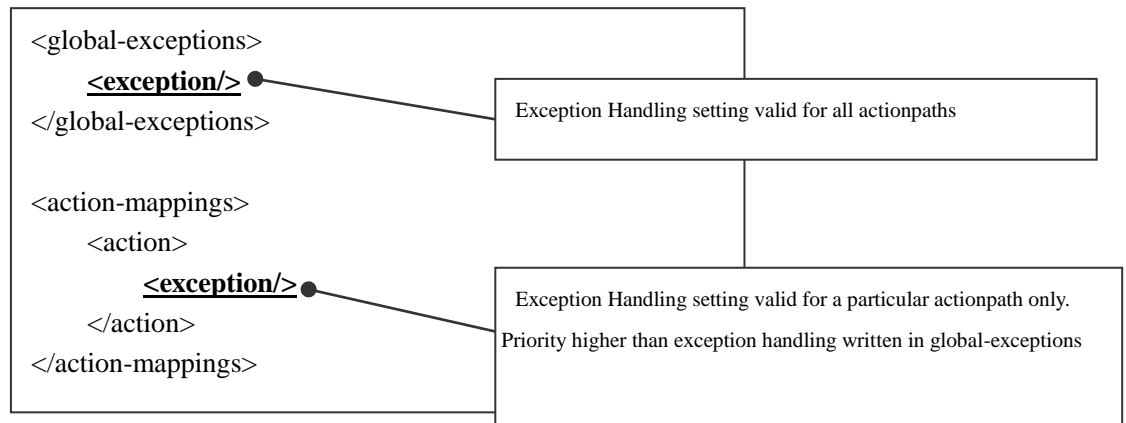 <global-exceptions>
<exception/>
</global-exceptions>
Exception Handling setting valid for all actionpaths
<action-mappings>
<action>
<exception/>
</action>
</action-mappings>
Exception Handling setting valid for a particular actionpath only.
Priority higher than exception handling written in global-exceptions